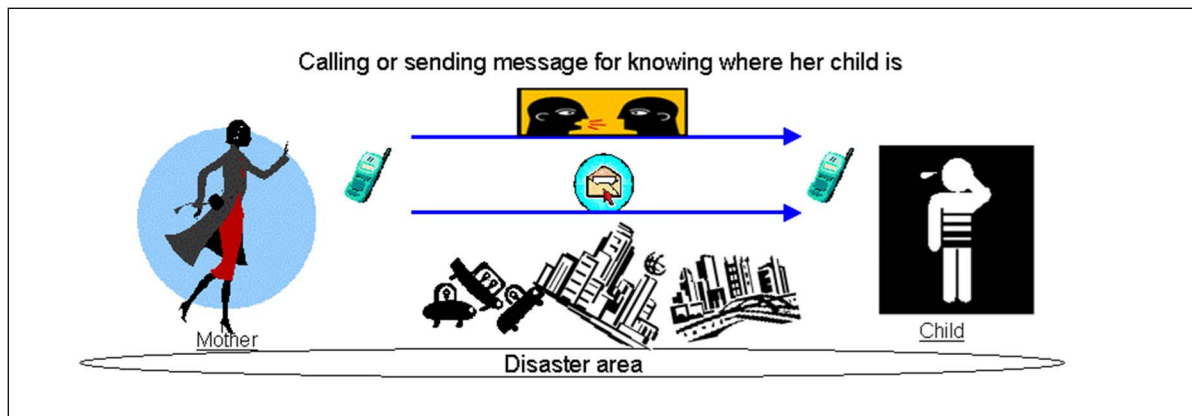 Calling or sending message for knowing where her child is
Mother
Child
Disaster area